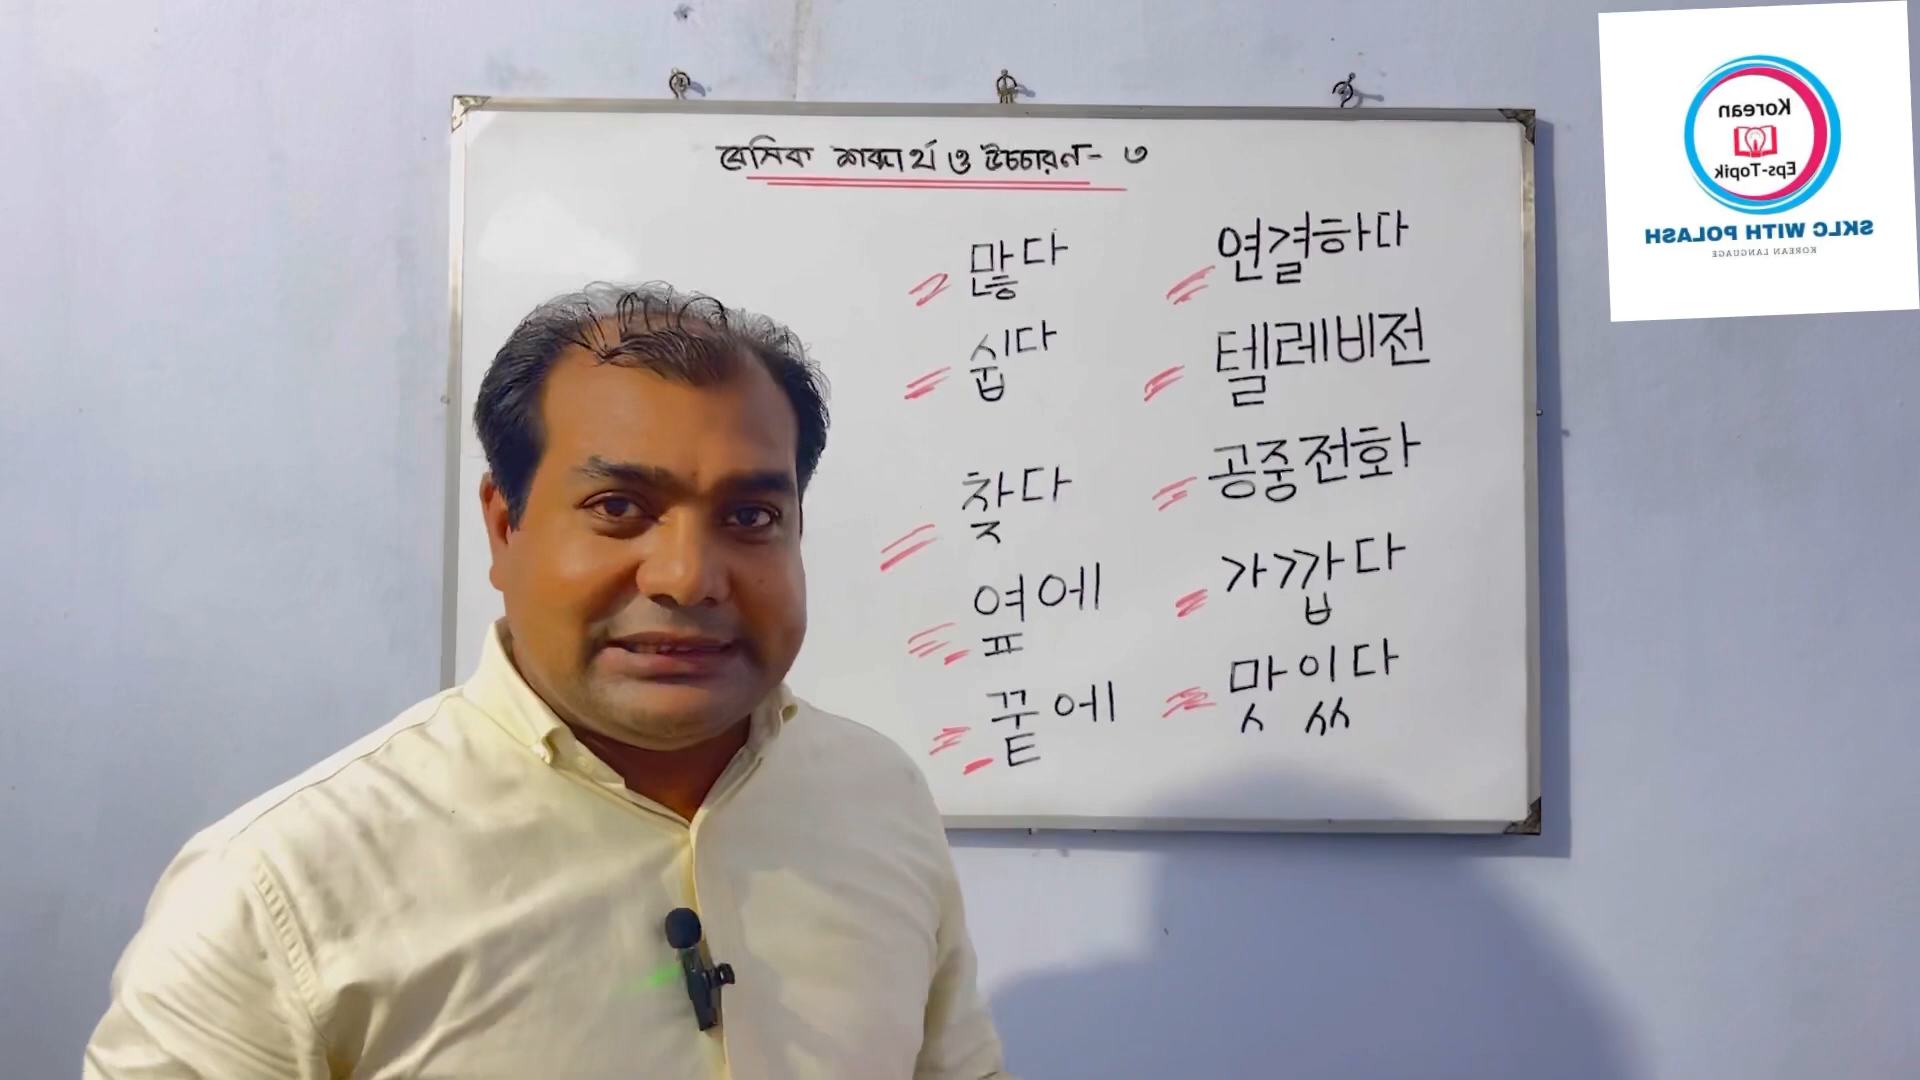 বেসিক শব্দার্থ ও উচ্চারণ- ৩
많다
쉽다
찾다
옆에
끝에
연결하다
텔레비전
공중전화
가깝다
맛있다
Korean
Eps-Topik
SKLC WITH POLASH
KOREAN LANGUAGE